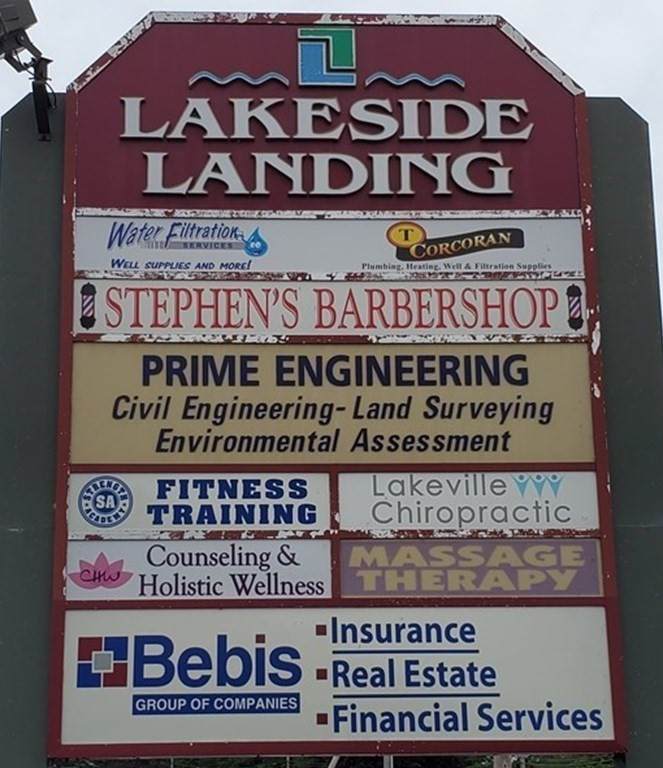 LAKESIDE
LANDING
Water Filtration
SERVICES
WELL SUPPLIES AND MORE!
T CORCORAN
Plumbing, Heating, Well & Filtration Supplies
STEPHEN'S BARBERSHOP
PRIME ENGINEERING
Civil Engineering-Land Surveying
Environmental Assessment
STRENGTH
SA
ACADEMY
FITNESS
TRAINING
Lakeville
Chiropractic
CHW
Counseling &
Holistic Wellness
MASSAGE
THERAPY
Bebis
GROUP OF COMPANIES
Insurance
Real Estate
Financial Services